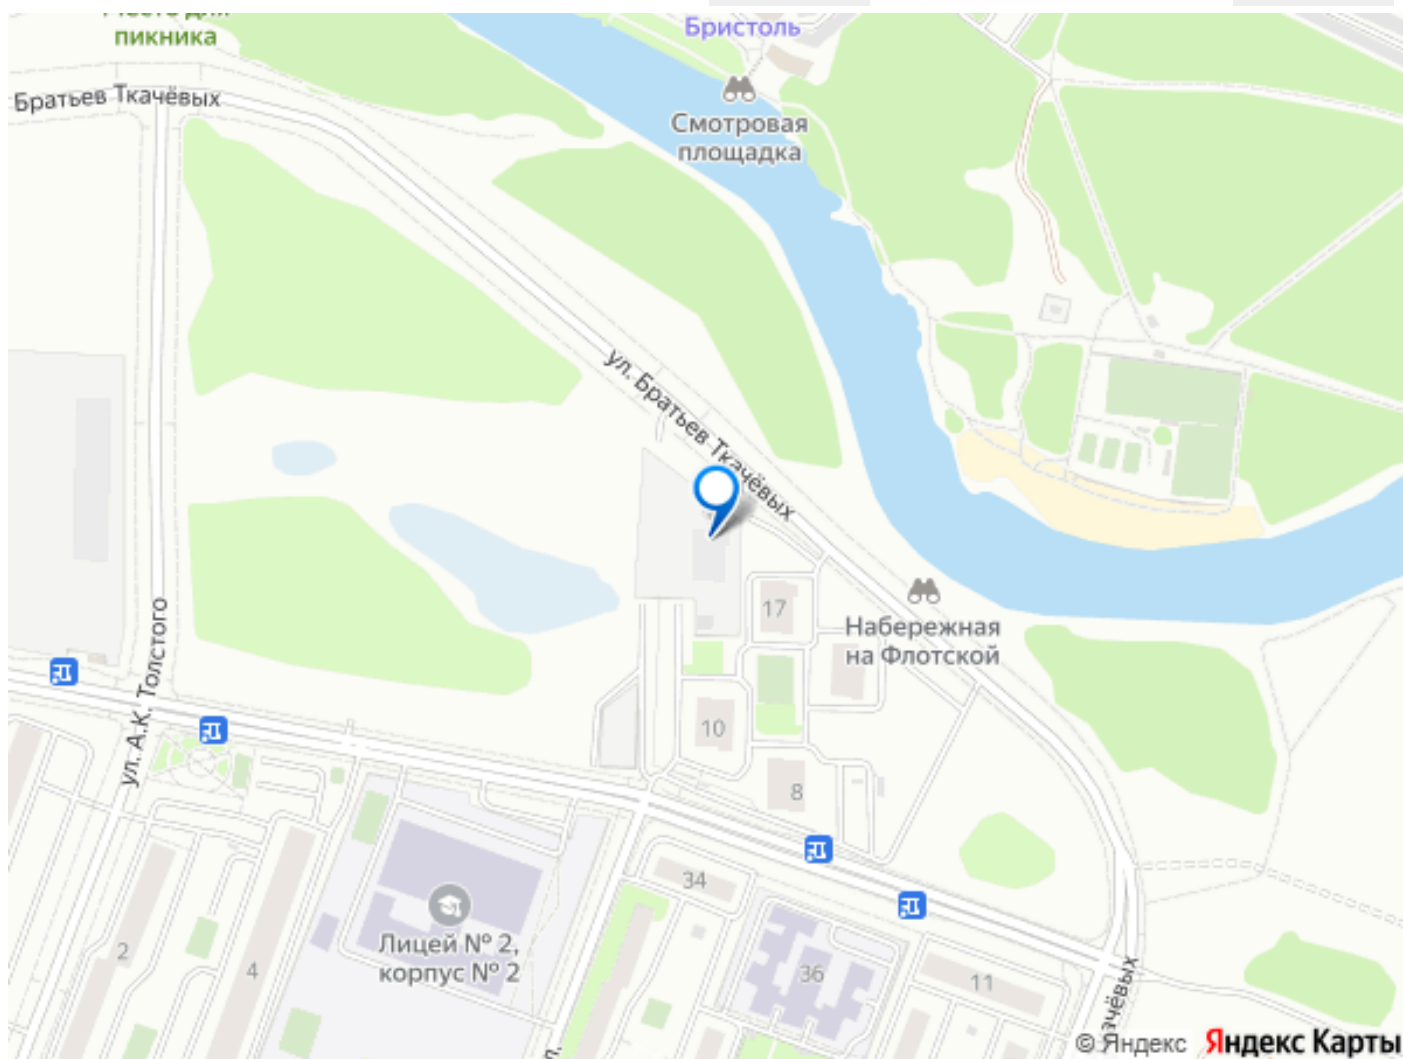 пикника
Бристоль
Братьев Ткачёвых
Смотровая
площадка
ул. Братьев Ткачёвых
17
Набережная
на Флотской
ул. А.К. Толстого
10
8
34
Лицей № 2,
корпус № 2
2
4
36
11
© Яндекс Яндекс Карты